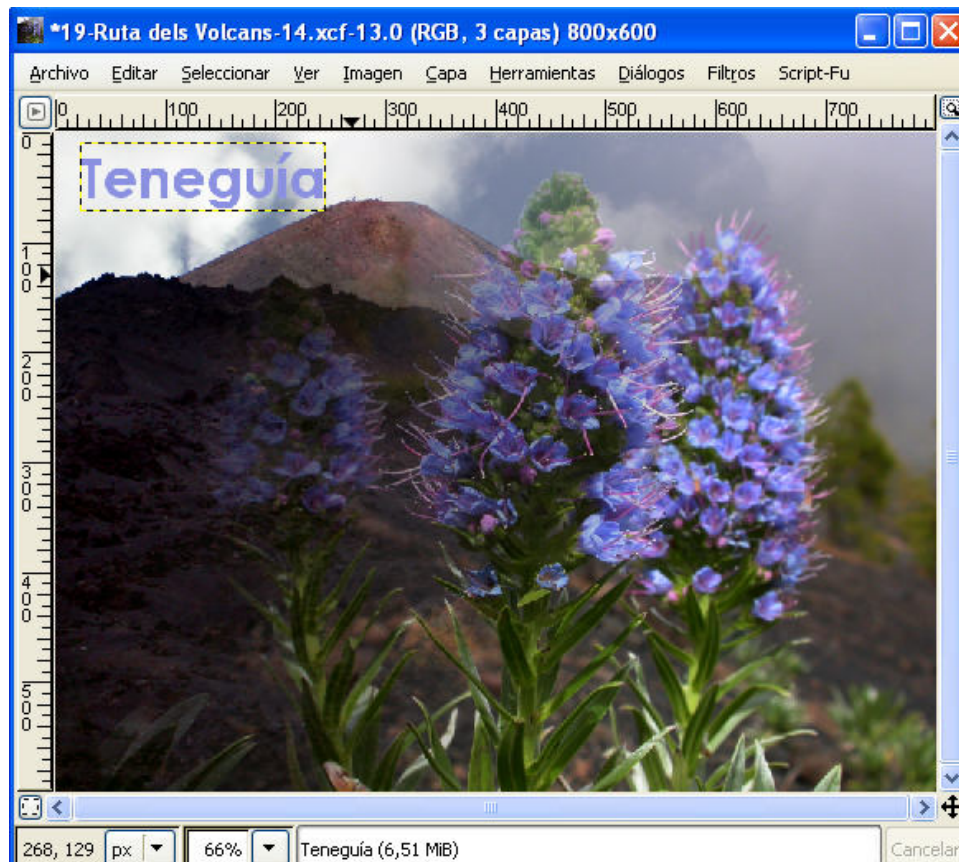 *19-Ruta dels Volcans-14.xcf-13.0 (RGB, 3 capas) 800x600
Archivo Editar Seleccionar Ver Imagen Capa Herramientas Diálogos Filtros Script-Fu
0 100 200 300 400 500 600 700
Teneguía
0
100
200
300
400
500
268, 129 px 66% Teneguía (6,51 MiB) Cancelar